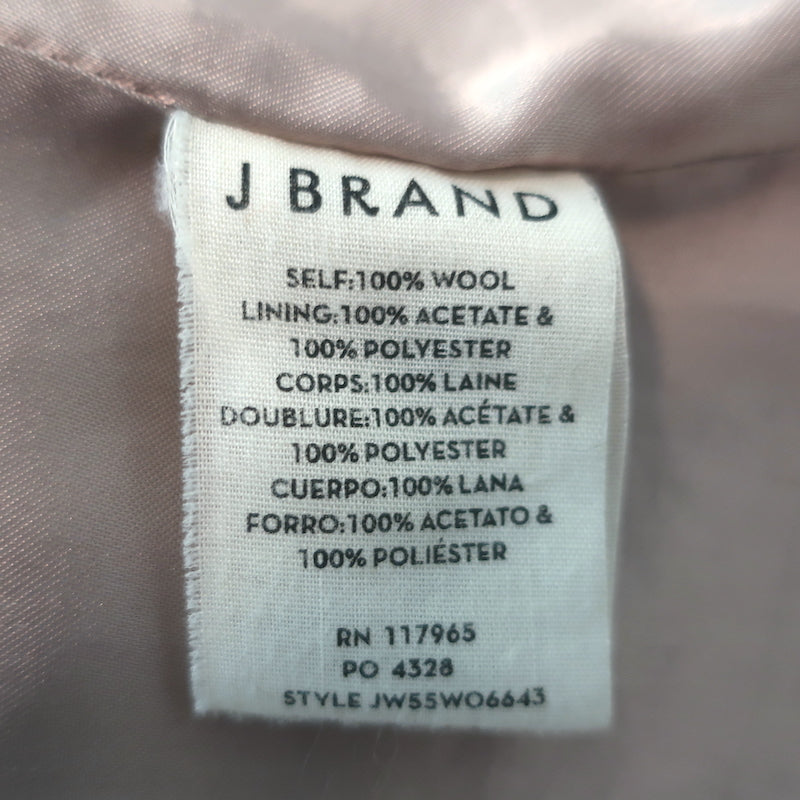 J BRAND
SELF:100% WOOL
LINING:100% ACETATE &
100% POLYESTER
CORPS:100% LAINE
DOUBLURE:100% ACÉTATE &
100% POLYESTER
CUERPO:100% LANA
FORRO:100% ACETATO &
100% POLIÉSTER
RN 117965
PO 4328
STYLE JW55WO6643